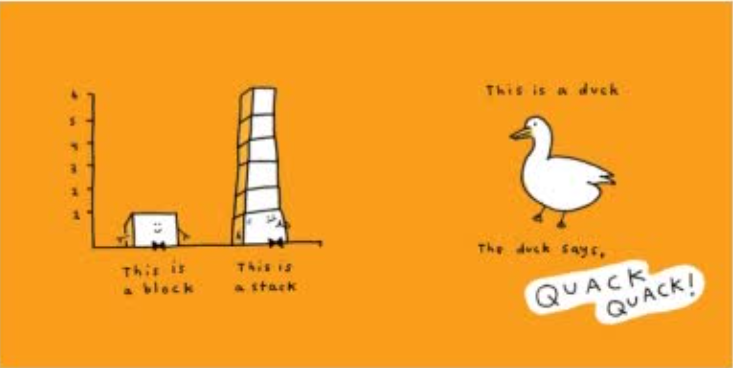 6
5
4
3
2
1
This is
a block
This is
a stack
This is a duck
The duck says,
QUACK
QUACK!